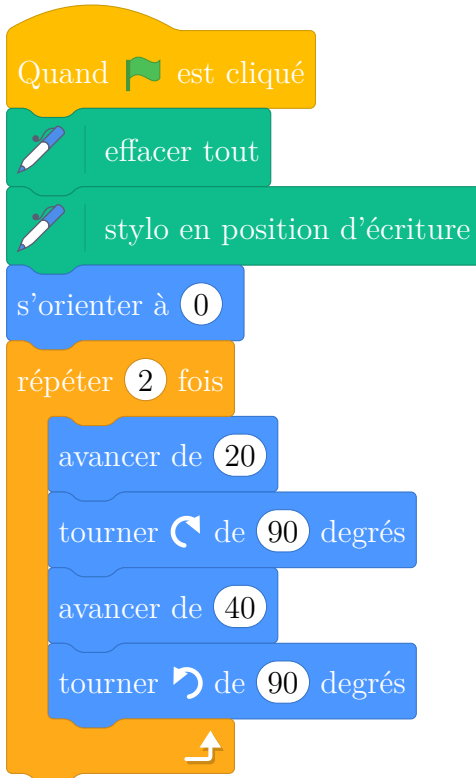 Quand est cliqué
effacer tout
stylo en position d'écriture
s'orienter à 0
répéter 2 fois
avancer de 20
tourner de 90 degrés
avancer de 40
tourner de 90 degrés